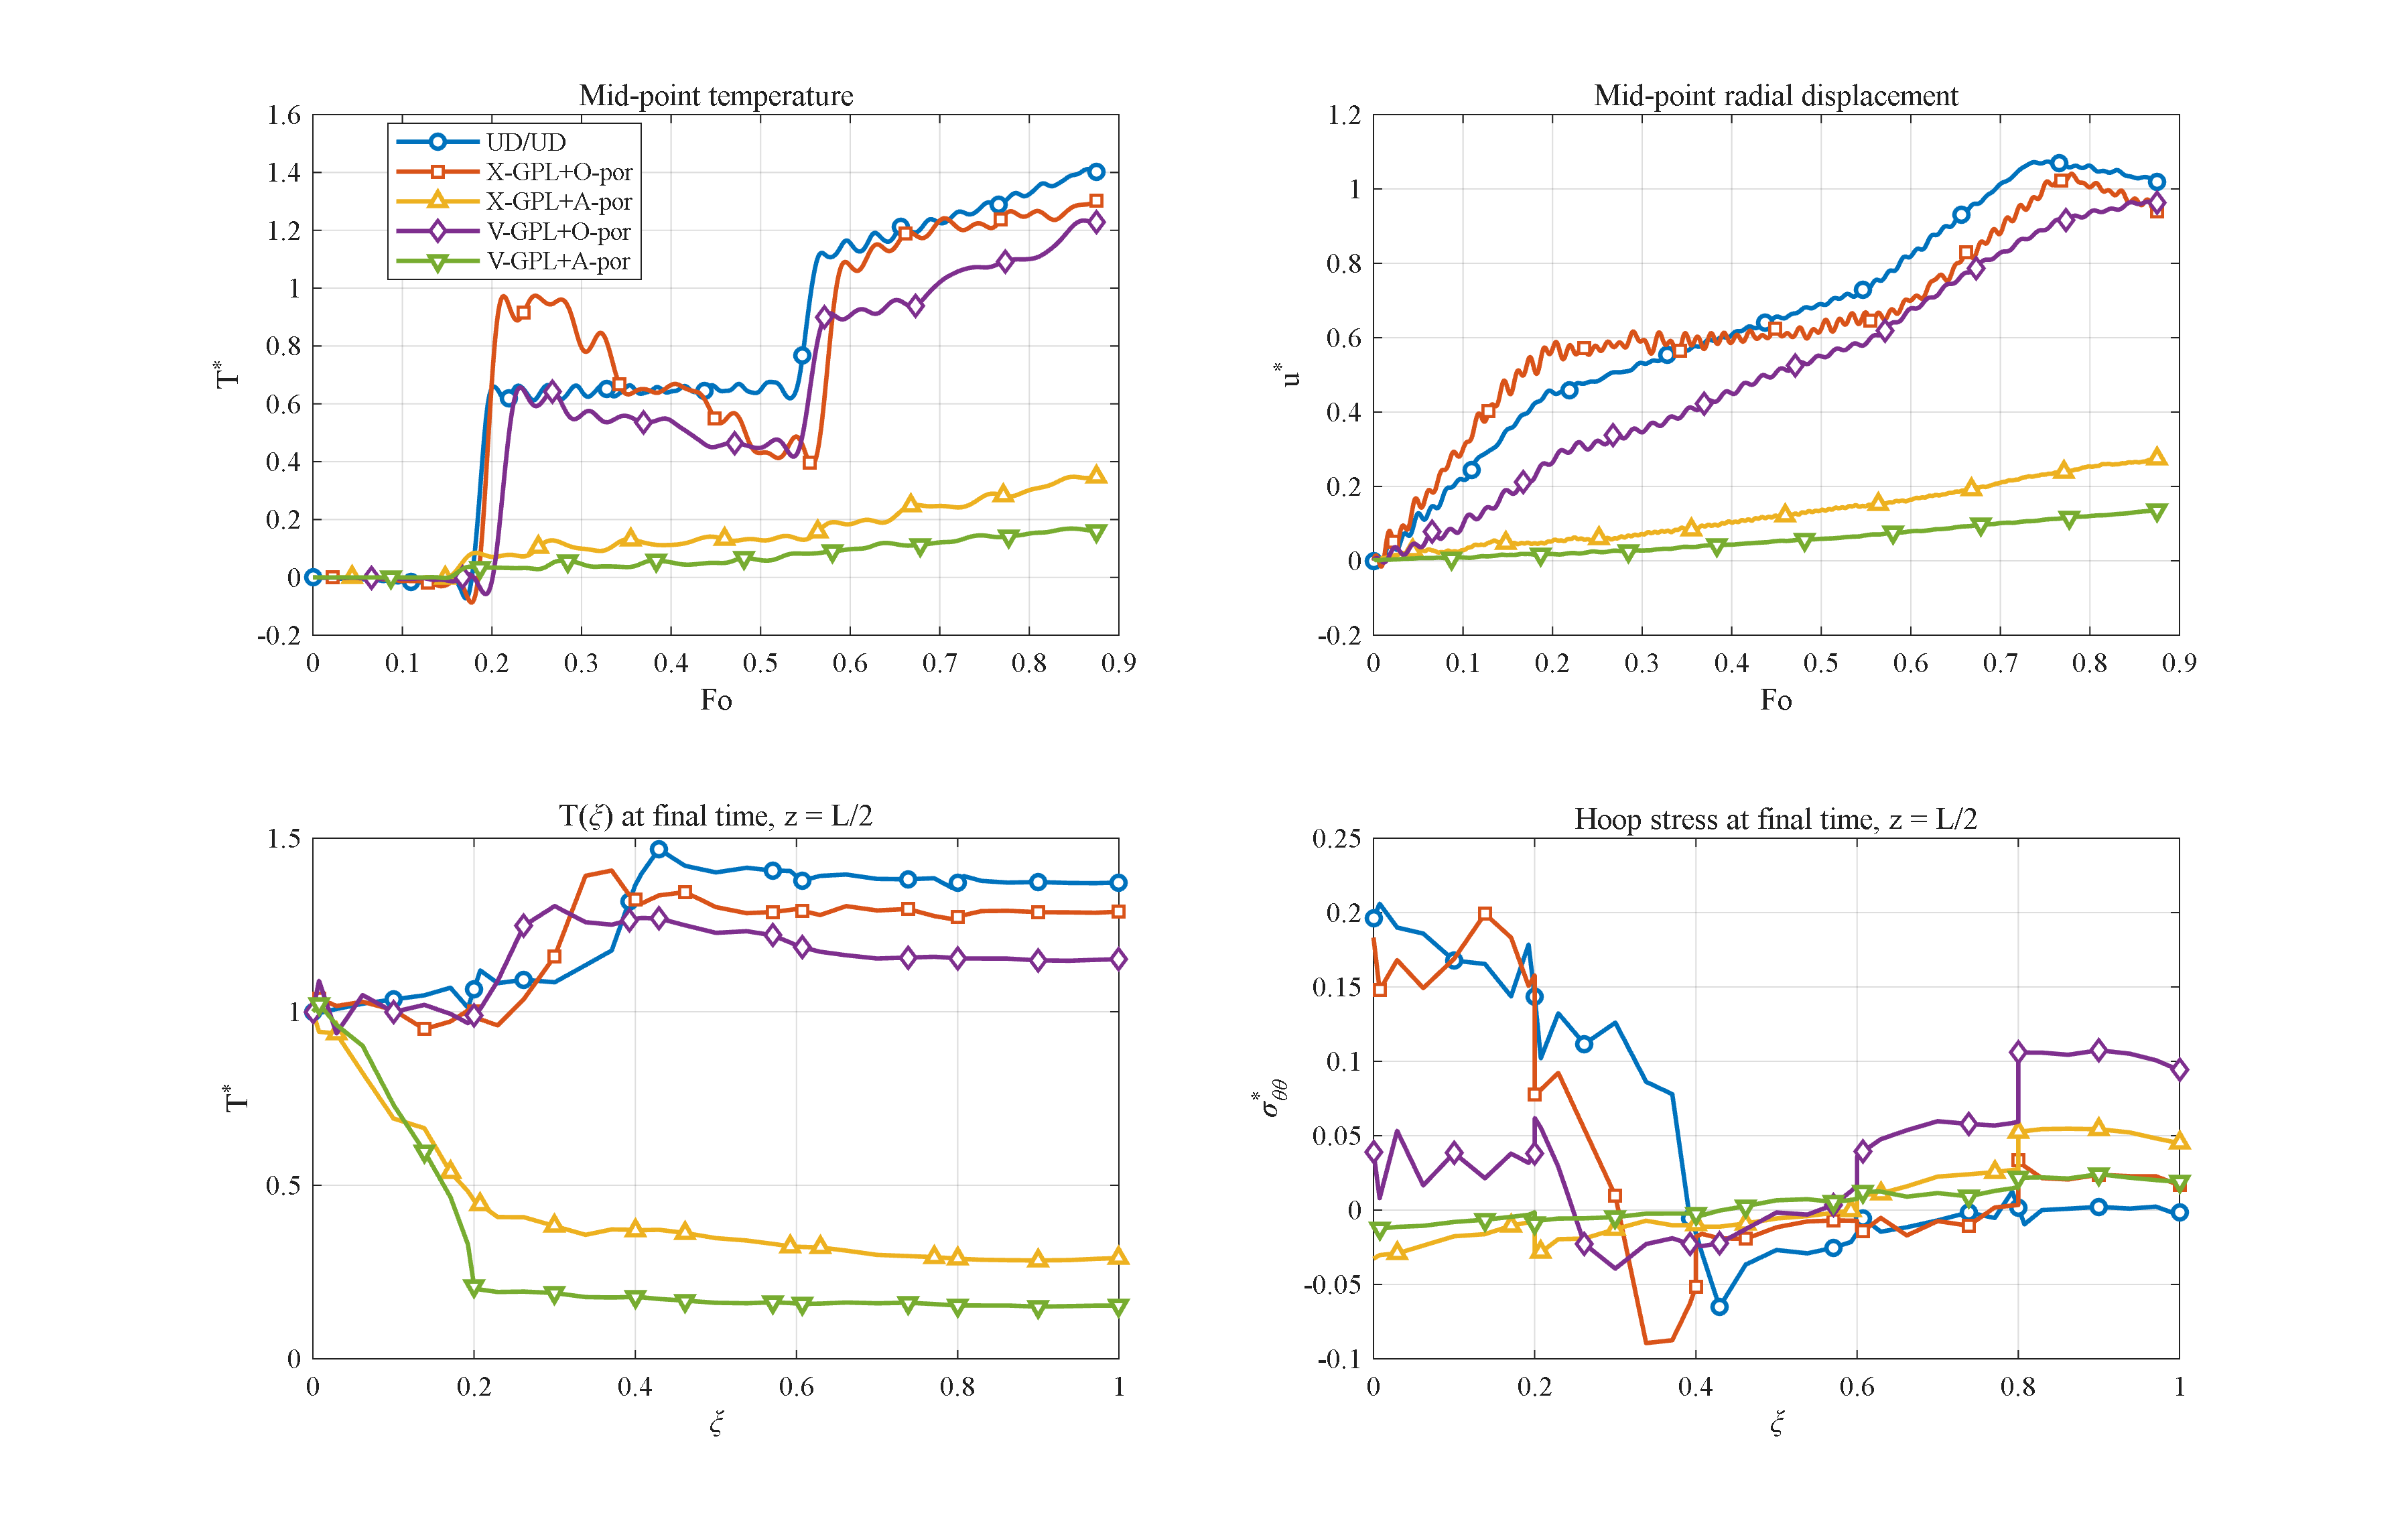 Mid-point temperature
1.6
1.4
1.2
1
0.8
0.6
0.4
0.2
0
-0.2
T*
UD/UD
X-GPL+O-por
X-GPL+A-por
V-GPL+O-por
V-GPL+A-por
0 0.1 0.2 0.3 0.4 0.5 0.6 0.7 0.8 0.9
Fo
Mid-point radial displacement
1.2
1
0.8
0.6
0.4
0.2
0
-0.2
u*
0 0.1 0.2 0.3 0.4 0.5 0.6 0.7 0.8 0.9
Fo
T(ξ) at final time, z = L/2
1.5
1
0.5
0
T*
0 0.2 0.4 0.6 0.8 1
ξ
Hoop stress at final time, z = L/2
0.25
0.2
0.15
0.1
0.05
0
-0.05
-0.1
σ*θθ
0 0.2 0.4 0.6 0.8 1
ξ